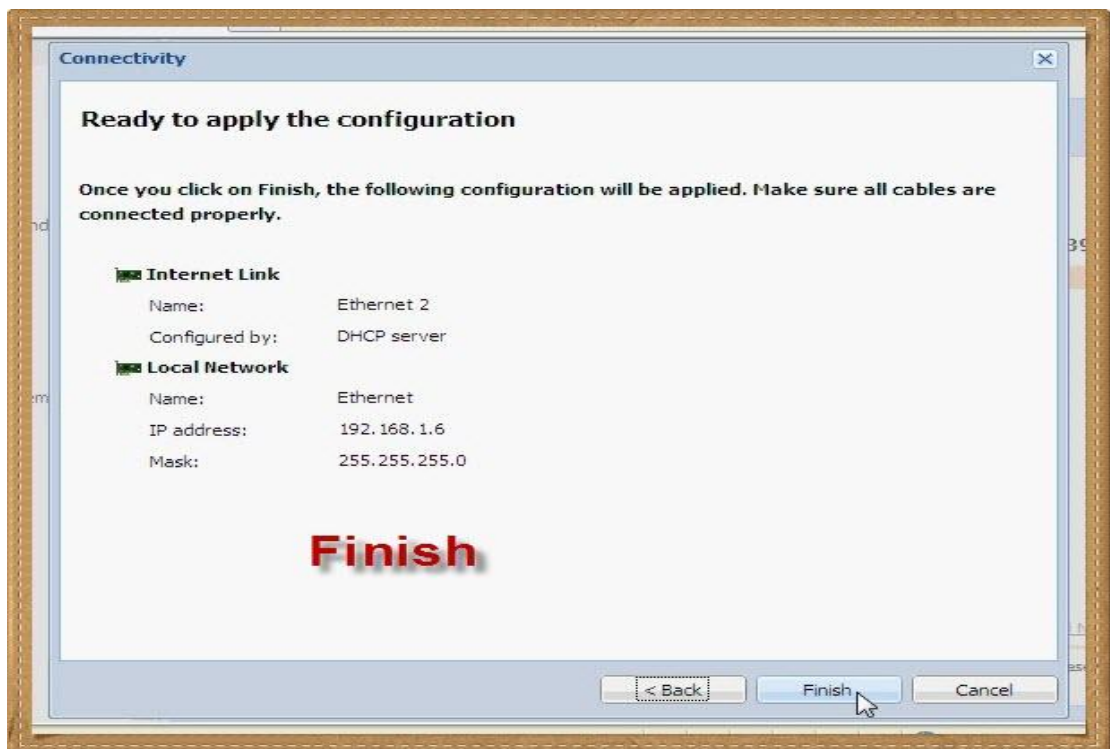 Connectivity
Ready to apply the configuration
Once you click on Finish, the following configuration will be applied. Make sure all cables are
connected properly.
Internet Link
Name: Ethernet 2
Configured by: DHCP server
Local Network
Name: Ethernet
IP address: 192.168.1.6
Mask: 255.255.255.0
Finish
< Back Finish Cancel